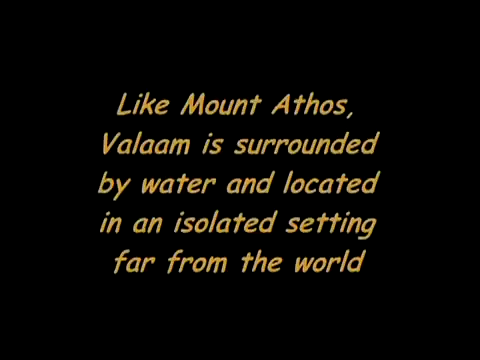 Like Mount Athos,
Valaam is surrounded
by water and located
in an isolated setting
far from the world